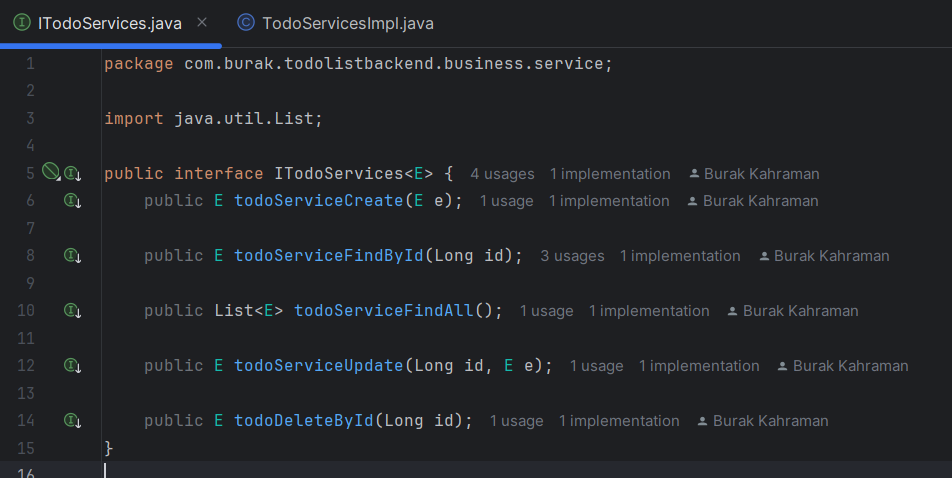 ITodoServices.java TodoServicesImpl.java
1 package com.burak.todolistbackend.business.service;
2
3 import java.util.List;
4
5 public interface ITodoServices<E> { 4 usages 1 implementation Burak Kahraman
6 public E todoServiceCreate(E e); 1 usage 1 implementation Burak Kahraman
7
8 public E todoServiceFindById(Long id); 3 usages 1 implementation Burak Kahraman
9
10 public List<E> todoServiceFindAll(); 1 usage 1 implementation Burak Kahraman
11
12 public E todoServiceUpdate(Long id, E e); 1 usage 1 implementation Burak Kahraman
13
14 public E todoDeleteById(Long id); 1 usage 1 implementation Burak Kahraman
15 }
16